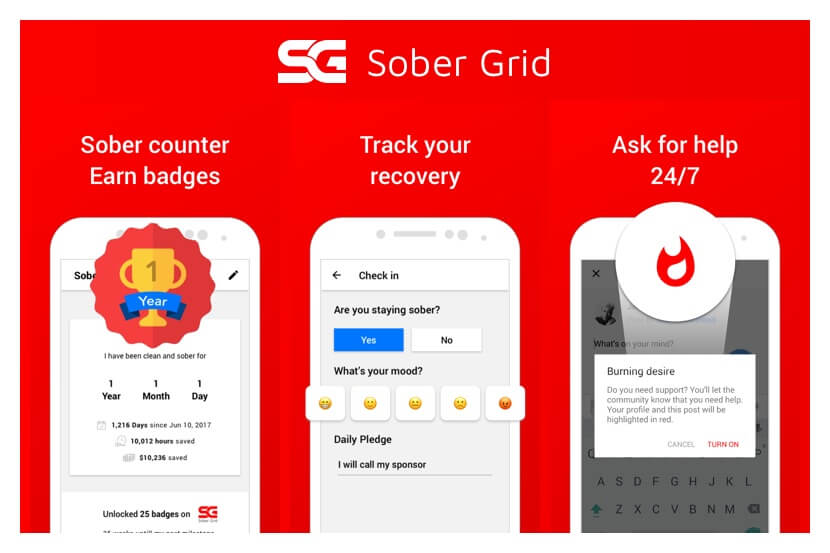 SG Sober Grid
Sober counter
Earn badges
1
Year
I have been clean and sober for
1 1 1
Year Month Day
1,216 Days since Jun 10, 2017
10,012 hours saved
$10,236 saved
Unlocked 25 badges on SG
Sober Grid
Track your
recovery
Check in
Are you staying sober?
Yes No
What's your mood?
Daily Pledge
I will call my sponsor
Ask for help
24/7
What's on your mind?
Burning desire
Do you need support? You'll let the
community know that you need help.
Your profile and this post will be
highlighted in red.
CANCEL TURN ON
A S D F G H J K L
Z X C V B N M